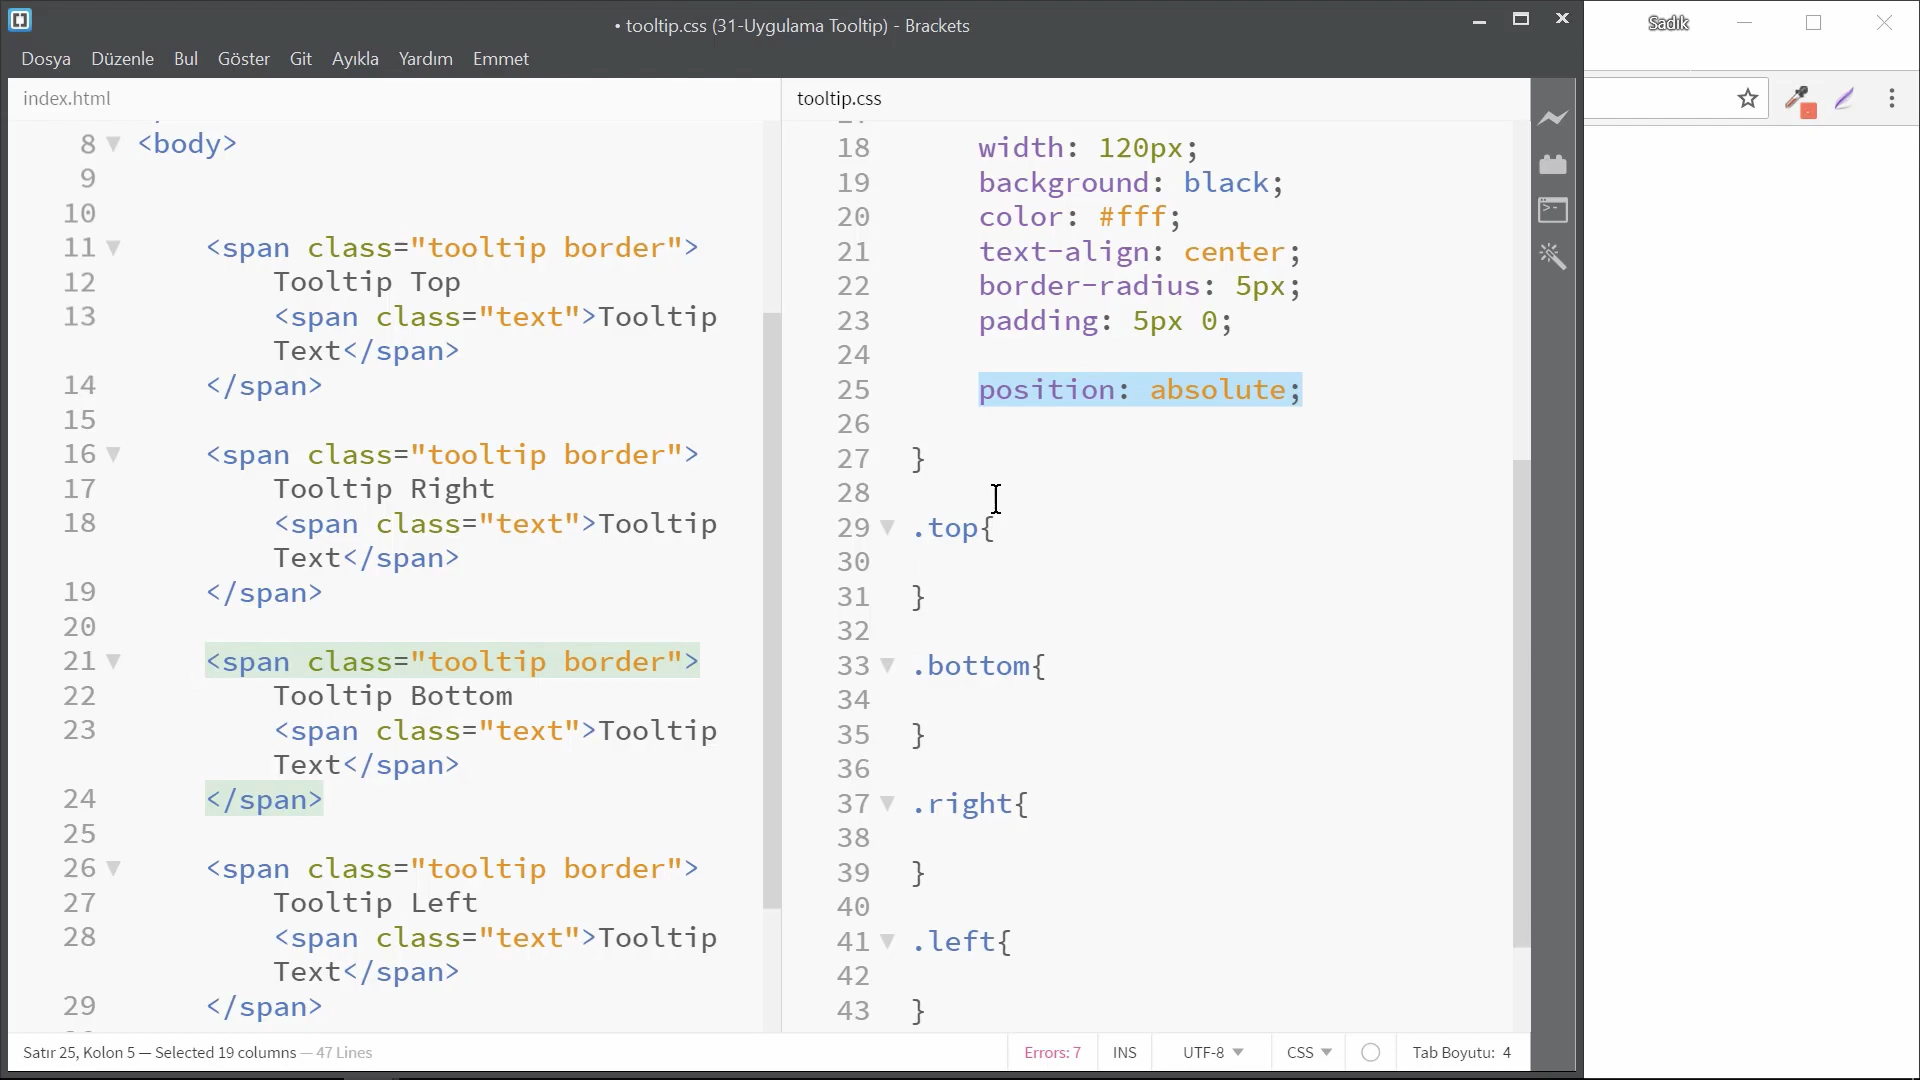 • tooltip.css (31-Uygulama Tooltip) - Brackets
Sadık
Dosya Düzenle Bul Göster Git Ayıkla Yardım Emmet
index.html
8 <body>
9
10
11 <span class="tooltip border">
12 Tooltip Top
13 <span class="text">Tooltip
Text</span>
14 </span>
15
16 <span class="tooltip border">
17 Tooltip Right
18 <span class="text">Tooltip
Text</span>
19 </span>
20
21 <span class="tooltip border">
22 Tooltip Bottom
23 <span class="text">Tooltip
Text</span>
24 </span>
25
26 <span class="tooltip border">
27 Tooltip Left
28 <span class="text">Tooltip
Text</span>
29 </span>
tooltip.css
18 width: 120px;
19 background: black;
20 color: #fff;
21 text-align: center;
22 border-radius: 5px;
23 padding: 5px 0;
24
25 position: absolute;
26
27 }
28
29 .top{
30
31 }
32
33 .bottom{
34
35 }
36
37 .right{
38
39 }
40
41 .left{
42
43 }
Satır 25, Kolon 5 — Selected 19 columns — 47 Lines
Errors: 7 INS UTF-8 CSS Tab Boyutu: 4